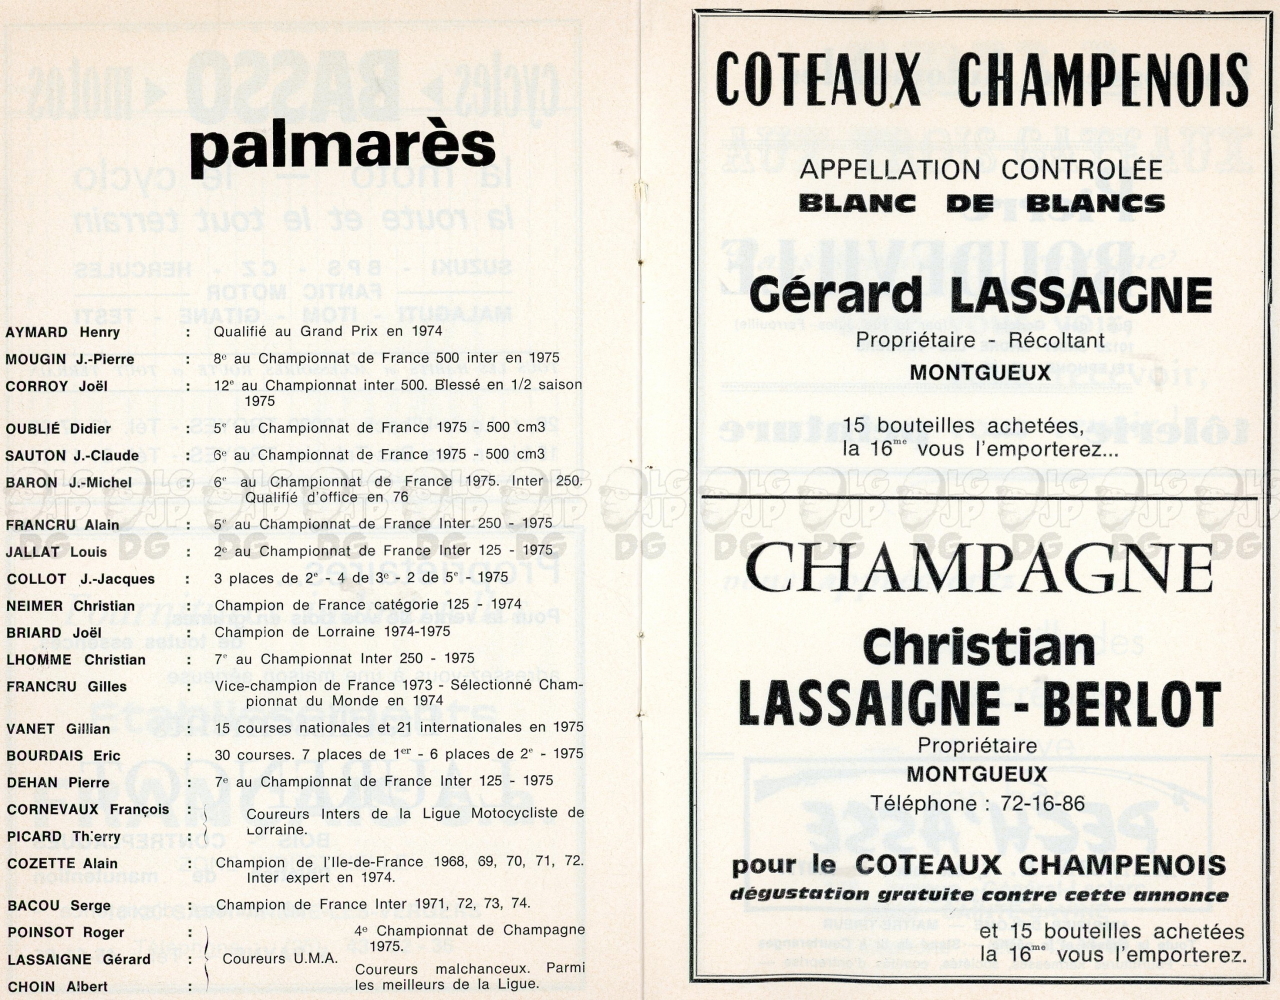 palmarès
AYMARD Henry : Qualifié au Grand Prix en 1974
MOUGIN J.-Pierre : 8e au Championnat de France 500 inter en 1975
CORROY Joël : 12e au Championnat inter 500. Blessé en 1/2 saison
1975
OUBLIÉ Didier : 5e au Championnat de France 1975 - 500 cm3
SAUTON J.-Claude : 6e au Championnat de France 1975 - 500 cm3
BARON J.-Michel : 6e au Championnat de France 1975. Inter 250.
Qualifié d'office en 76
FRANCRU Alain : 5e au Championnat de France Inter 250 - 1975
JALLAT Louis : 2e au Championnat de France Inter 125 - 1975
COLLOT J.-Jacques : 3 places de 2e - 4 de 3e - 2 de 5e - 1975
NEIMER Christian : Champion de France catégorie 125 - 1974
BRIARD Joël : Champion de Lorraine 1974-1975
LHOMME Christian : 7e au Championnat Inter 250 - 1975
FRANCRU Gilles : Vice-champion de France 1973 - Sélectionné Cham-
pionnat du Monde en 1974
VANET Gillian : 15 courses nationales et 3 Internationales en 1975
BOURDAIS Eric : 30 courses. 7 places de 1er - 6 places de 2e - 1975
DEHAN Pierre : 7e au Championnat de France Inter 125 - 1975
CORNEVAUX François :
PICARD Thierry :
Coureurs Inters de la Ligue Motocycliste de
Lorraine.
COZETTE Alain : Champion de l'Ile-de-France 1968, 69, 70, 71, 72.
Inter expert en 1974.
BACOU Serge : Champion de France Inter 1971, 72, 73, 74.
POINSOT Roger : 4e Championnat de Champagne
1975.
LASSAIGNE Gérard : Coureurs U.M.A.
CHOIN Albert :
Coureurs malchanceux. Parmi
les meilleurs de la Ligue.
COTEAUX CHAMPENOIS
APPELLATION CONTROLÉE
BLANC DE BLANCS
Gérard LASSAIGNE
Propriétaire - Récoltant
MONTGUEUX
15 bouteilles achetées,
la 16me vous l'emporterez...
CHAMPAGNE
Christian
LASSAIGNE - BERLOT
Propriétaire
MONTGUEUX
Téléphone : 72-16-86
pour le COTEAUX CHAMPENOIS
dégustation gratuite contre cette annonce
et 15 bouteilles achetées
la 16me vous l'emporterez.